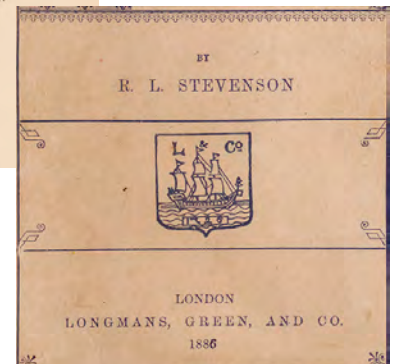 BY
R. L. STEVENSON
L Co
LONDON
LONGMANS, GREEN, AND CO.
1886